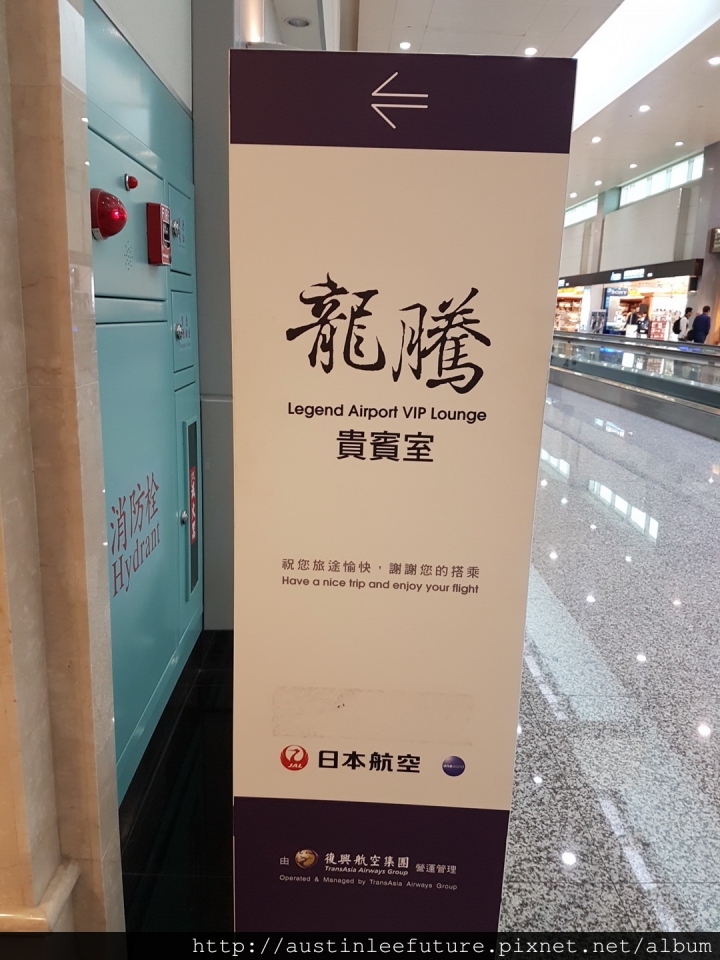 龍騰
Legend Airport VIP Lounge
貴賓室
消防栓
Hydrant
祝您旅途愉快，謝謝您的搭乘
Have a nice trip and enjoy your flight
JAL 日本航空
由 復興航空集團 營運管理
TransAsia Airways Group
Operated & Managed by TransAsia Airways Group
http://austinleefuture.pixnet.net/album